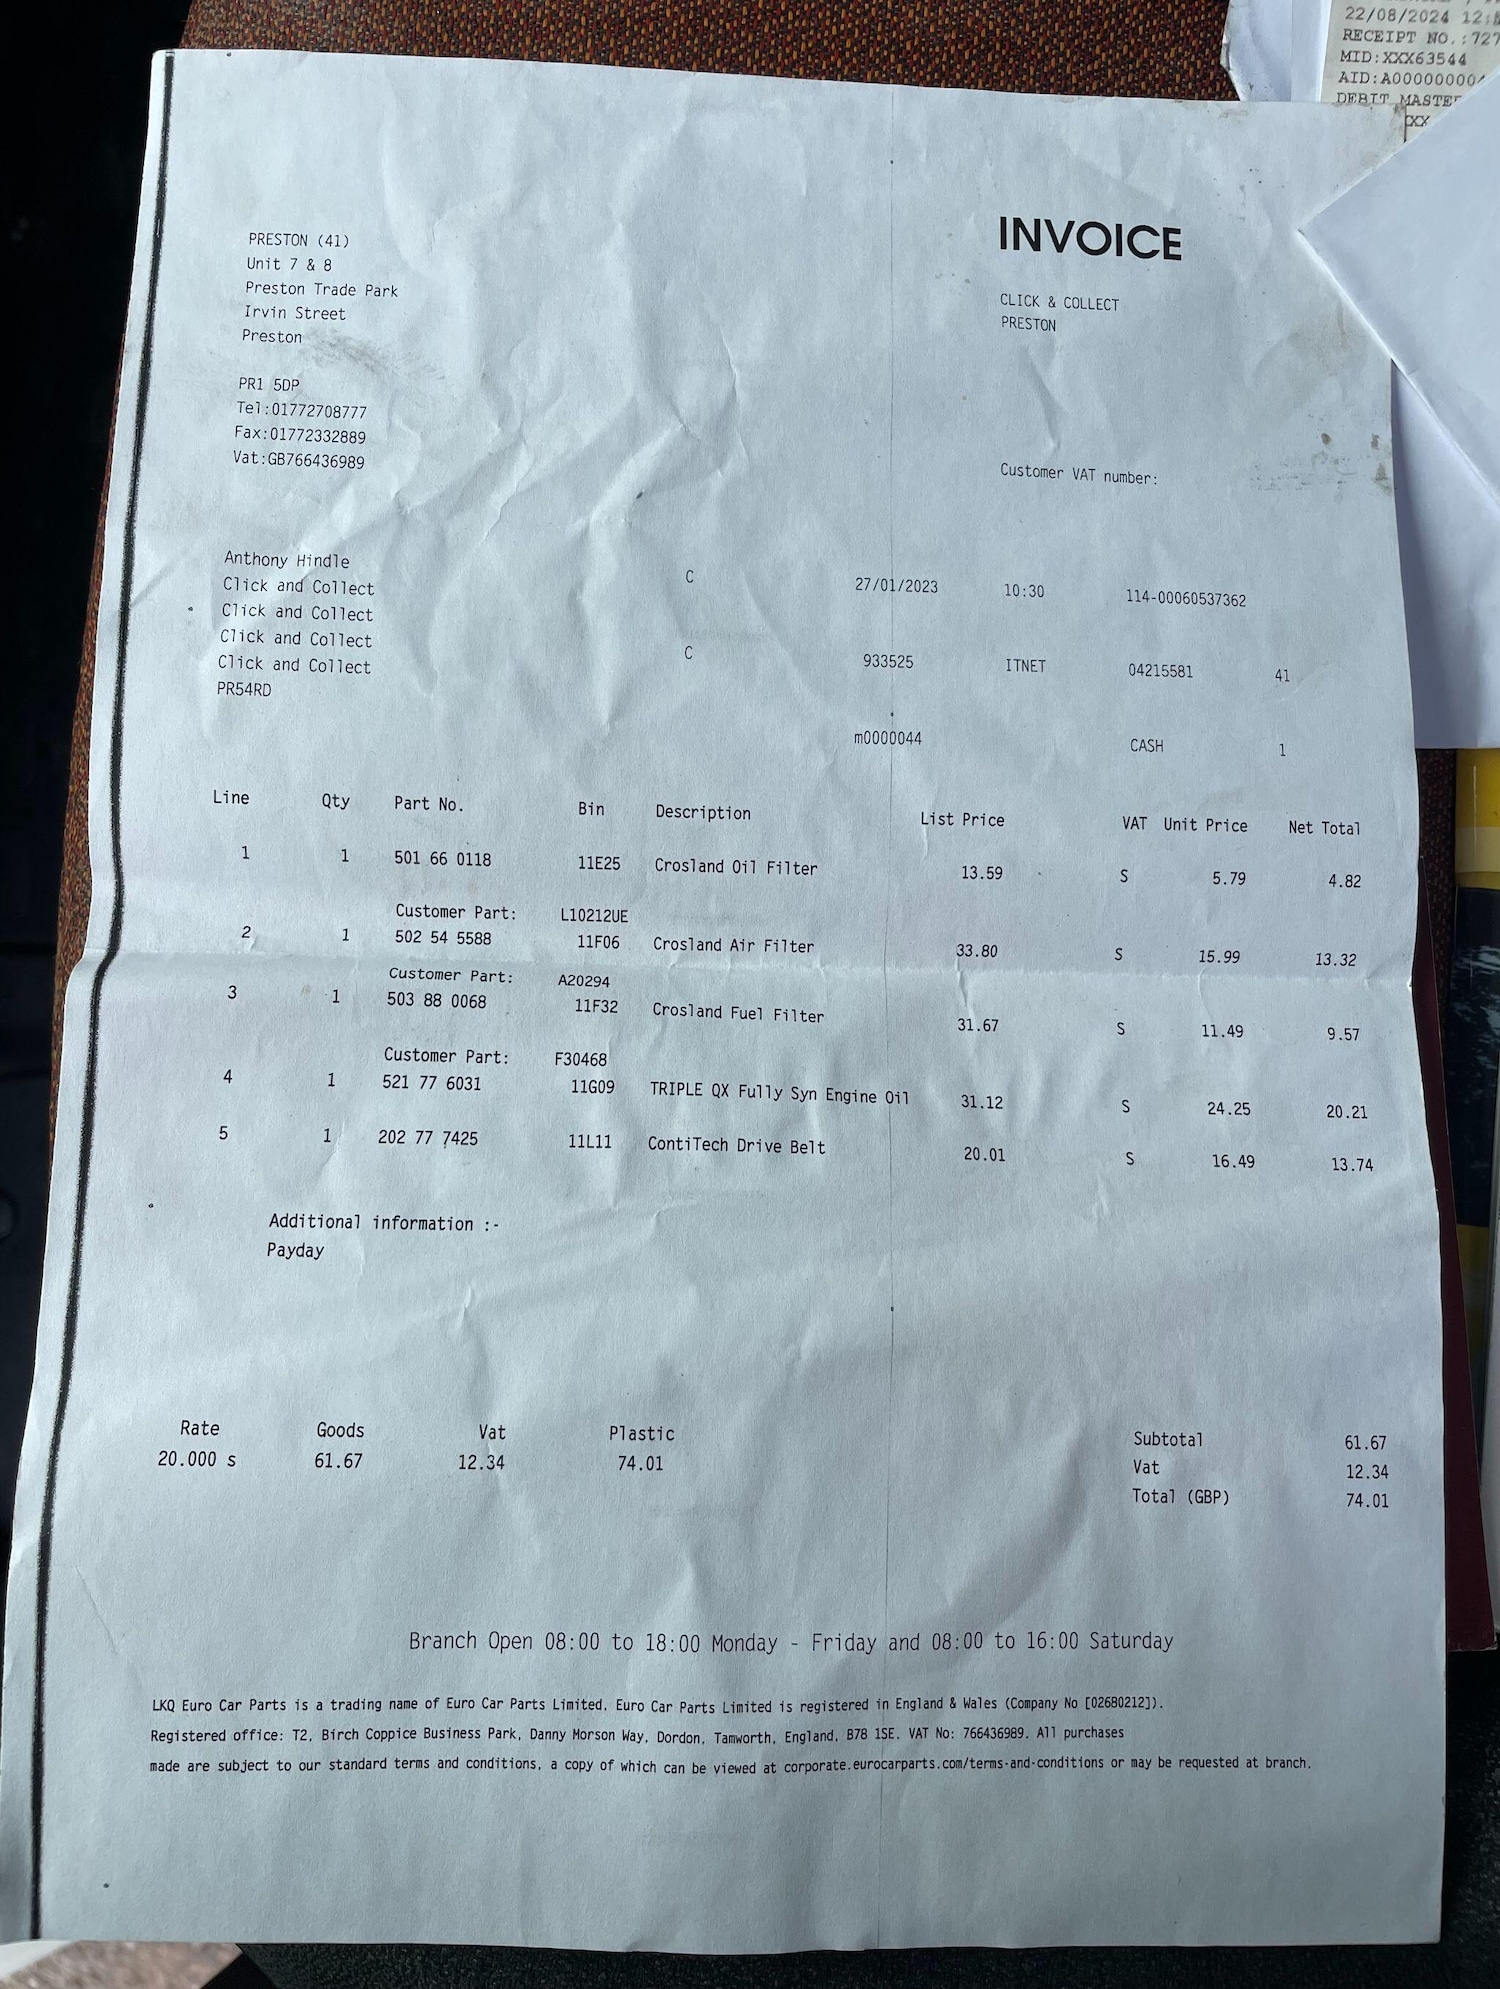 22/08/2024 12:
RECEIPT NO.:727
MID:XXX63544
AID:A000000004
DEBIT MASTE
XX
INVOICE
CLICK & COLLECT
PRESTON
PRESTON (41)
Unit 7 & 8
Preston Trade Park
Irvin Street
Preston
PR1 5DP
Tel:01772708777
Fax:01772332889
Vat:GB766436989
Customer VAT number:
Anthony Hindle
Click and Collect
Click and Collect
Click and Collect
Click and Collect
PR54RD
C 27/01/2023 10:30 114-00060537362
C 933525 ITNET 04215581 41
m0000044 CASH 1
Line Qty Part No. Bin Description List Price VAT Unit Price Net Total
1 1 501 66 0118 11E25 Crosland Oil Filter 13.59 S 5.79 4.82
Customer Part: L10212UE
2 1 502 54 5588 11F06 Crosland Air Filter 33.80 S 15.99 13.32
Customer Part: A20294
3 1 503 88 0068 11F32 Crosland Fuel Filter 31.67 S 11.49 9.57
Customer Part: F30468
4 1 521 77 6031 11G09 TRIPLE QX Fully Syn Engine Oil 31.12 S 24.25 20.21
5 1 202 77 7425 11L11 ContiTech Drive Belt 20.01 S 16.49 13.74
Additional information :-
Payday
Rate Goods Vat Plastic
20.000 s 61.67 12.34 74.01
Subtotal 61.67
Vat 12.34
Total (GBP) 74.01
Branch Open 08:00 to 18:00 Monday - Friday and 08:00 to 16:00 Saturday
LKQ Euro Car Parts is a trading name of Euro Car Parts Limited. Euro Car Parts Limited is registered in England & Wales (Company No [02680212]).
Registered office: T2, Birch Coppice Business Park, Danny Morson Way, Dordon, Tamworth, England, B78 1SE. VAT No: 766436989. All purchases
made are subject to our standard terms and conditions, a copy of which can be viewed at corporate.eurocarparts.com/terms-and-conditions or may be requested at branch.